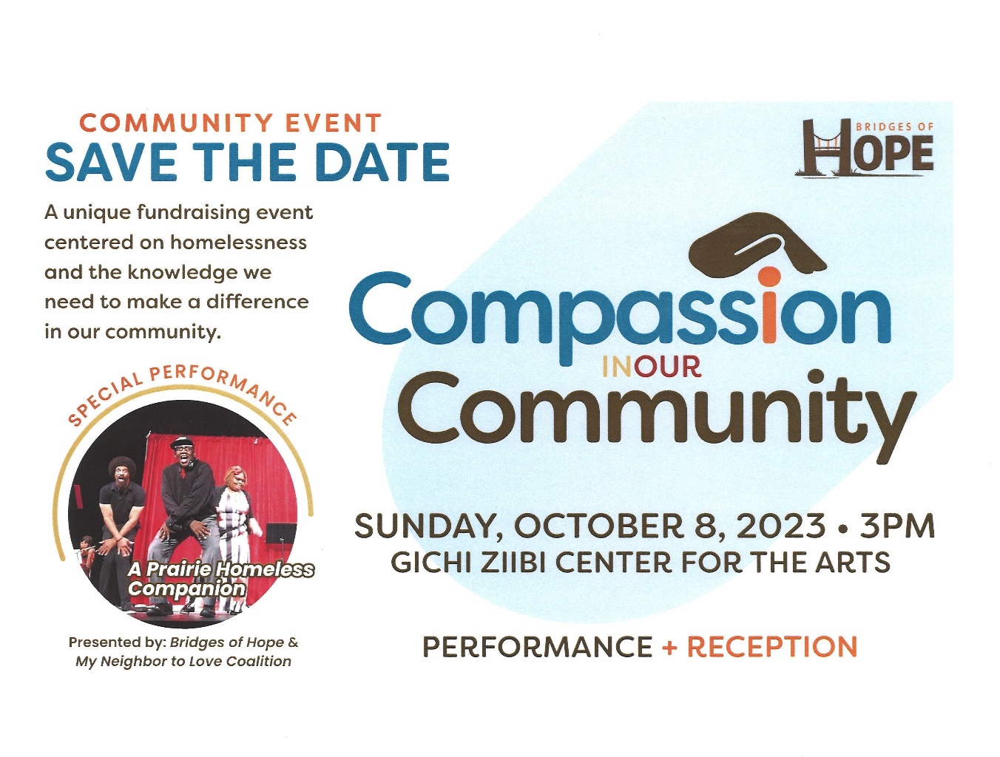 COMMUNITY EVENT
SAVE THE DATE
A unique fundraising event
centered on homelessness
and the knowledge we
need to make a difference
in our community.
SPECIAL PERFORMANCE
A Prairie Homeless
Companion
Presented by: Bridges of Hope &
My Neighbor to Love Coalition
BRIDGES OF
HOPE
Compassion
INOUR
Community
SUNDAY, OCTOBER 8, 2023 • 3PM
GICHI ZIIBI CENTER FOR THE ARTS
PERFORMANCE + RECEPTION